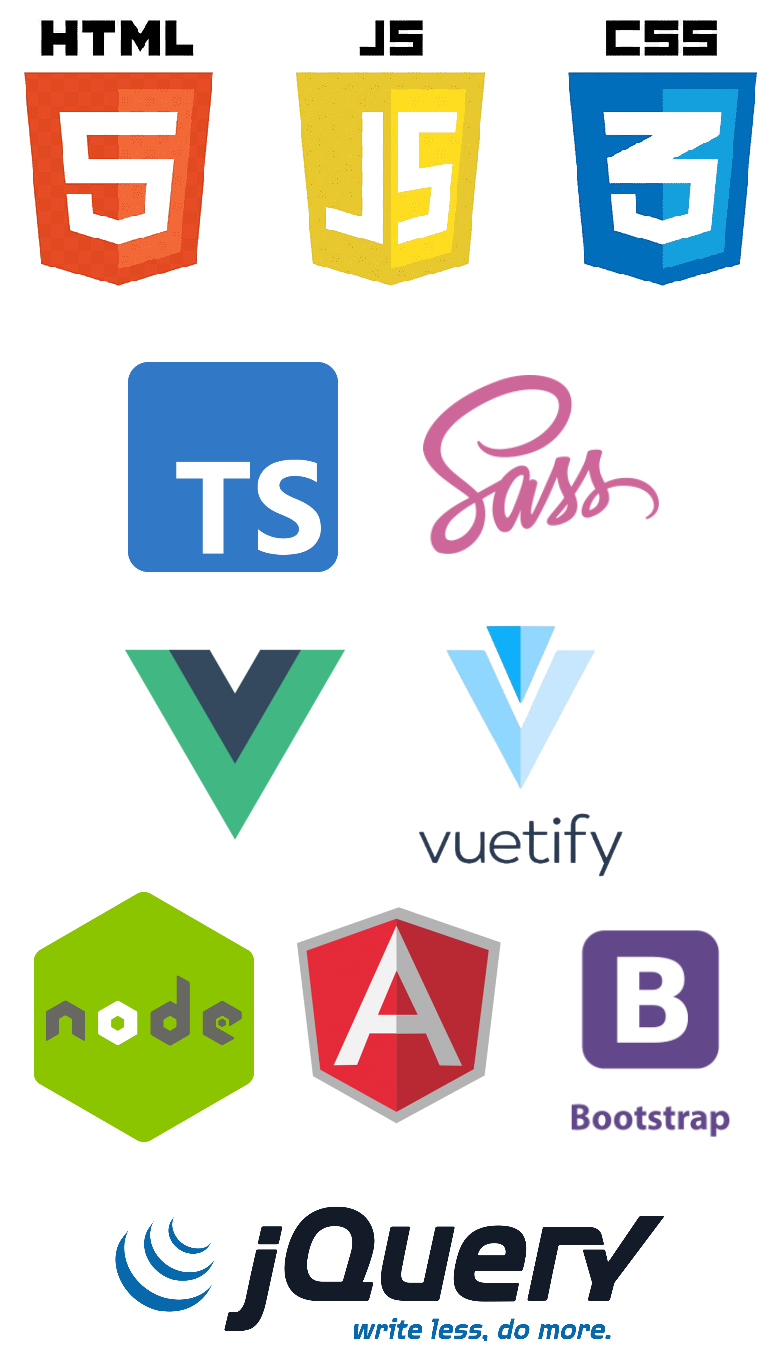 HTML JS CSS
5 JS 3
TS Sass
vuetify
node A B
Bootstrap
jQuery
write less, do more.